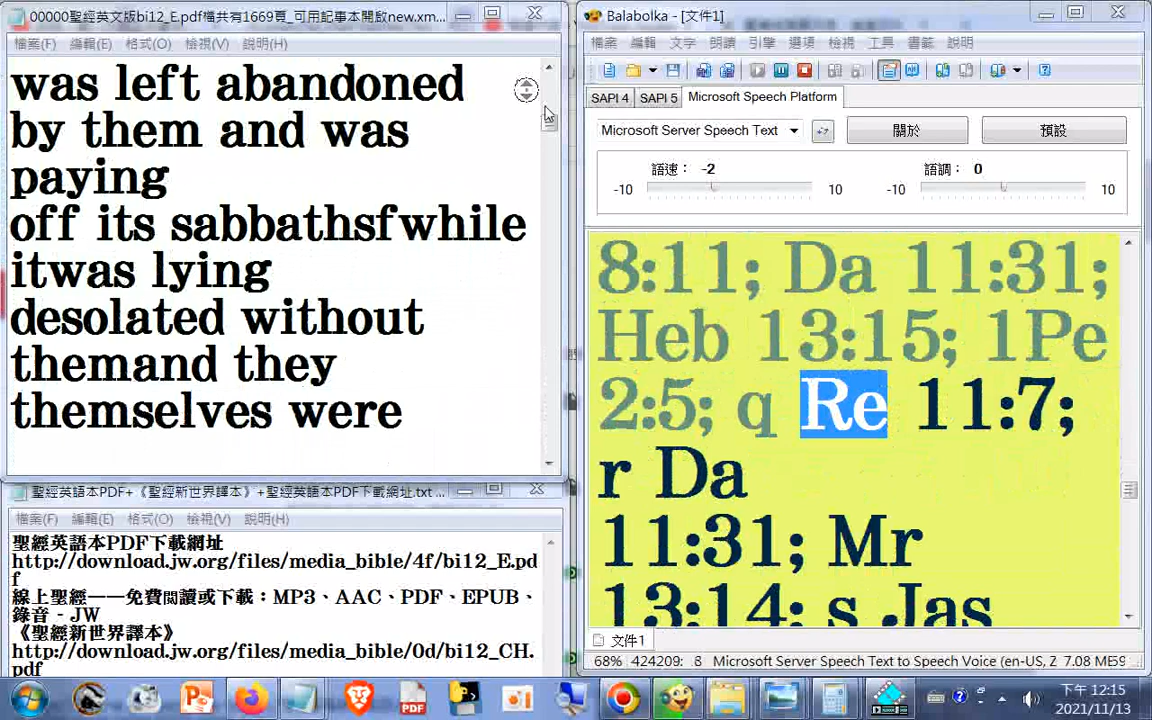 00000聖經英文版bi12_E.pdf檔共有1669頁_可用記事本開啟new.xm...
檔案(F) 編輯(E) 格式(O) 檢視(V) 說明(H)
was left abandoned
by them and was
paying
off its sabbathsfwhile
itwas lying
desolated without
themand they
themselves were
聖經英語本PDF+《聖經新世界譯本》+聖經英語本PDF下載網址.txt ...
檔案(F) 編輯(E) 格式(O) 檢視(V) 說明(H)
聖經英語本PDF下載網址
http://download.jw.org/files/media_bible/4f/bi12_E.pd
f
線上聖經——免費閱讀或下載：MP3、AAC、PDF、EPUB、
錄音 - JW
《聖經新世界譯本》
http://download.jw.org/files/media_bible/0d/bi12_CH.
pdf
Balabolka - [文件1]
檔案 編輯 文字 朗讀 引擎 選項 檢視 工具 書籤 說明
SAPI 4 SAPI 5 Microsoft Speech Platform
Microsoft Server Speech Text 關於 預設
語速： -2 語調： 0
-10 10 -10 10
8:11; Da 11:31;
Heb 13:15; 1Pe
2:5; q Re 11:7;
r Da
11:31; Mr
13:14; s Jas
文件1
68% 424209: 8 Microsoft Server Speech Text to Speech Voice (en-US, Z 7.08 ME59
下午 12:15
2021/11/13